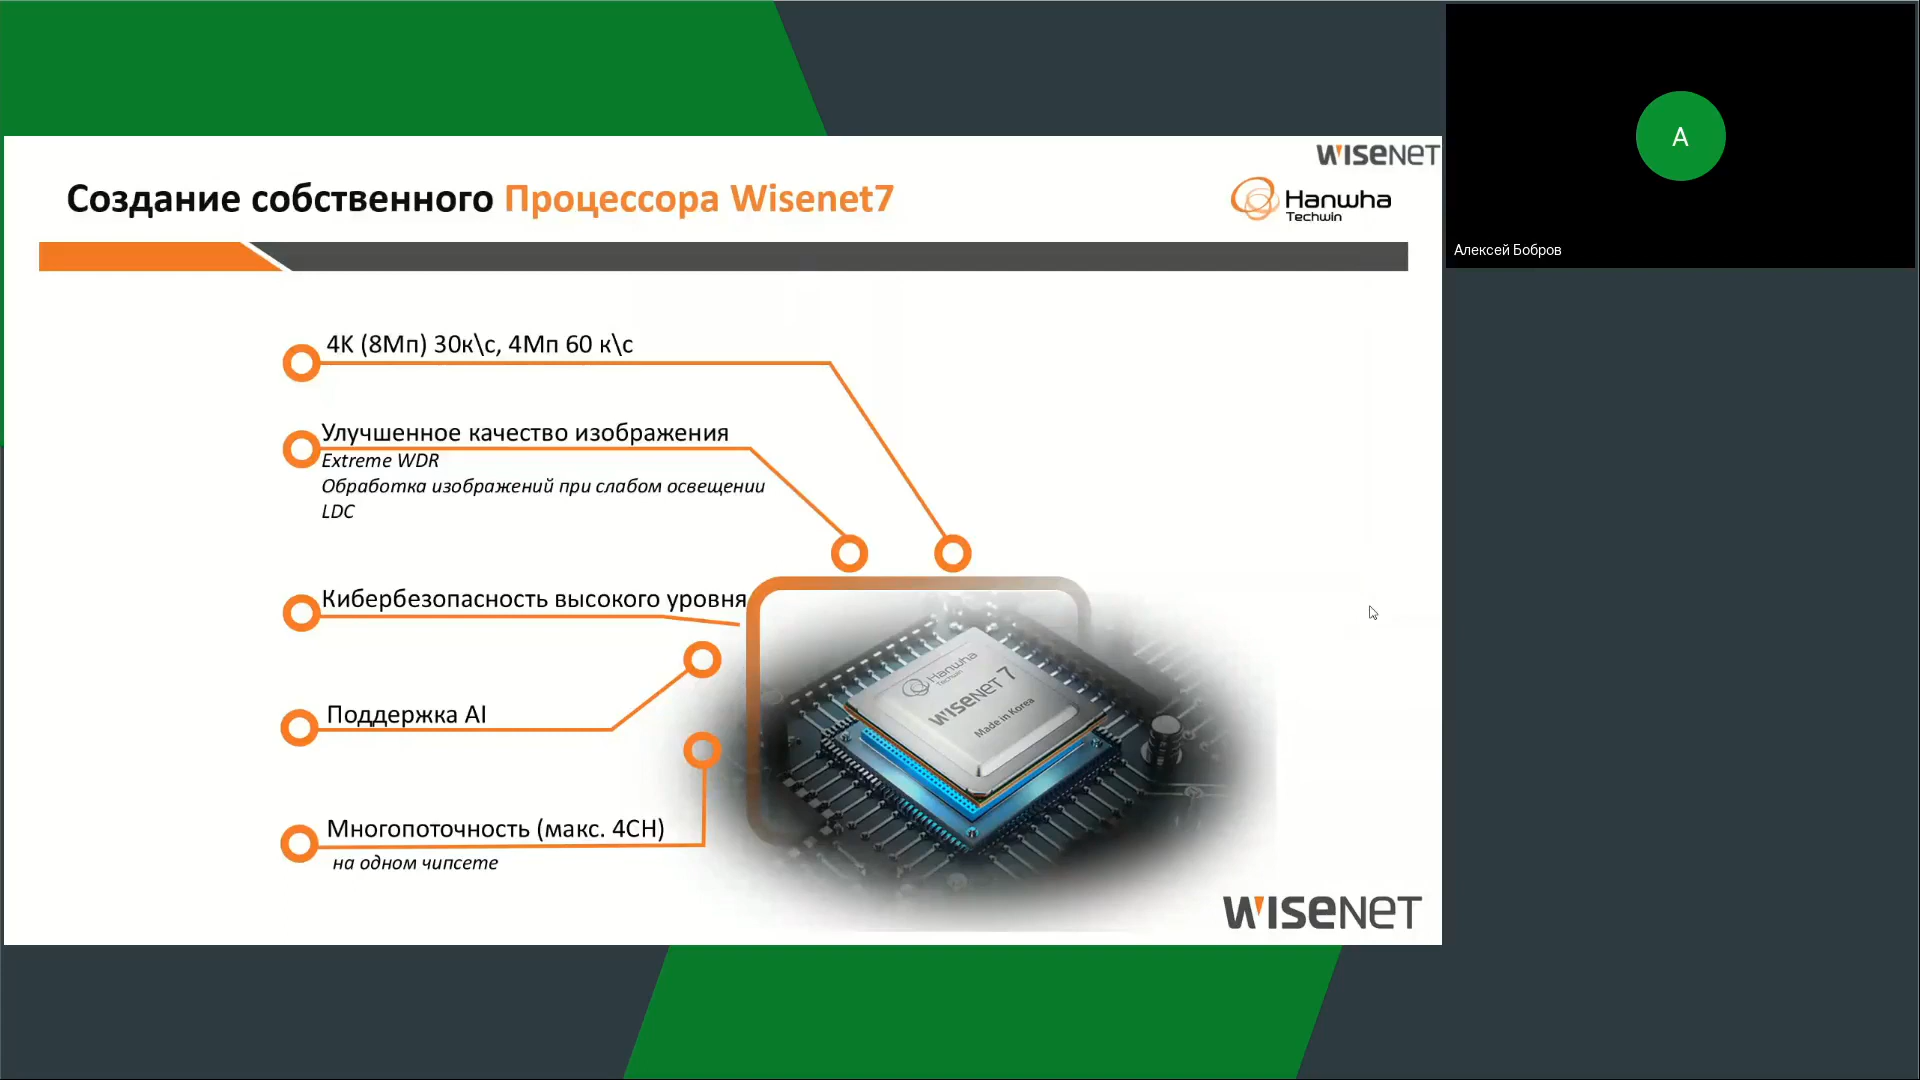 WISENET
Создание собственного Процессора Wisenet7
Hanwha
Techwin
A
Алексей Бобров
4K (8Мп) 30к\с, 4Мп 60 к\с
Улучшенное качество изображения
Extreme WDR
Обработка изображений при слабом освещении
LDC
Кибербезопасность высокого уровня
Поддержка AI
Многопоточность (макс. 4CH)
на одном чипсете
Hanwha
Techwin
WISENET 7
Made in Korea
WISENET